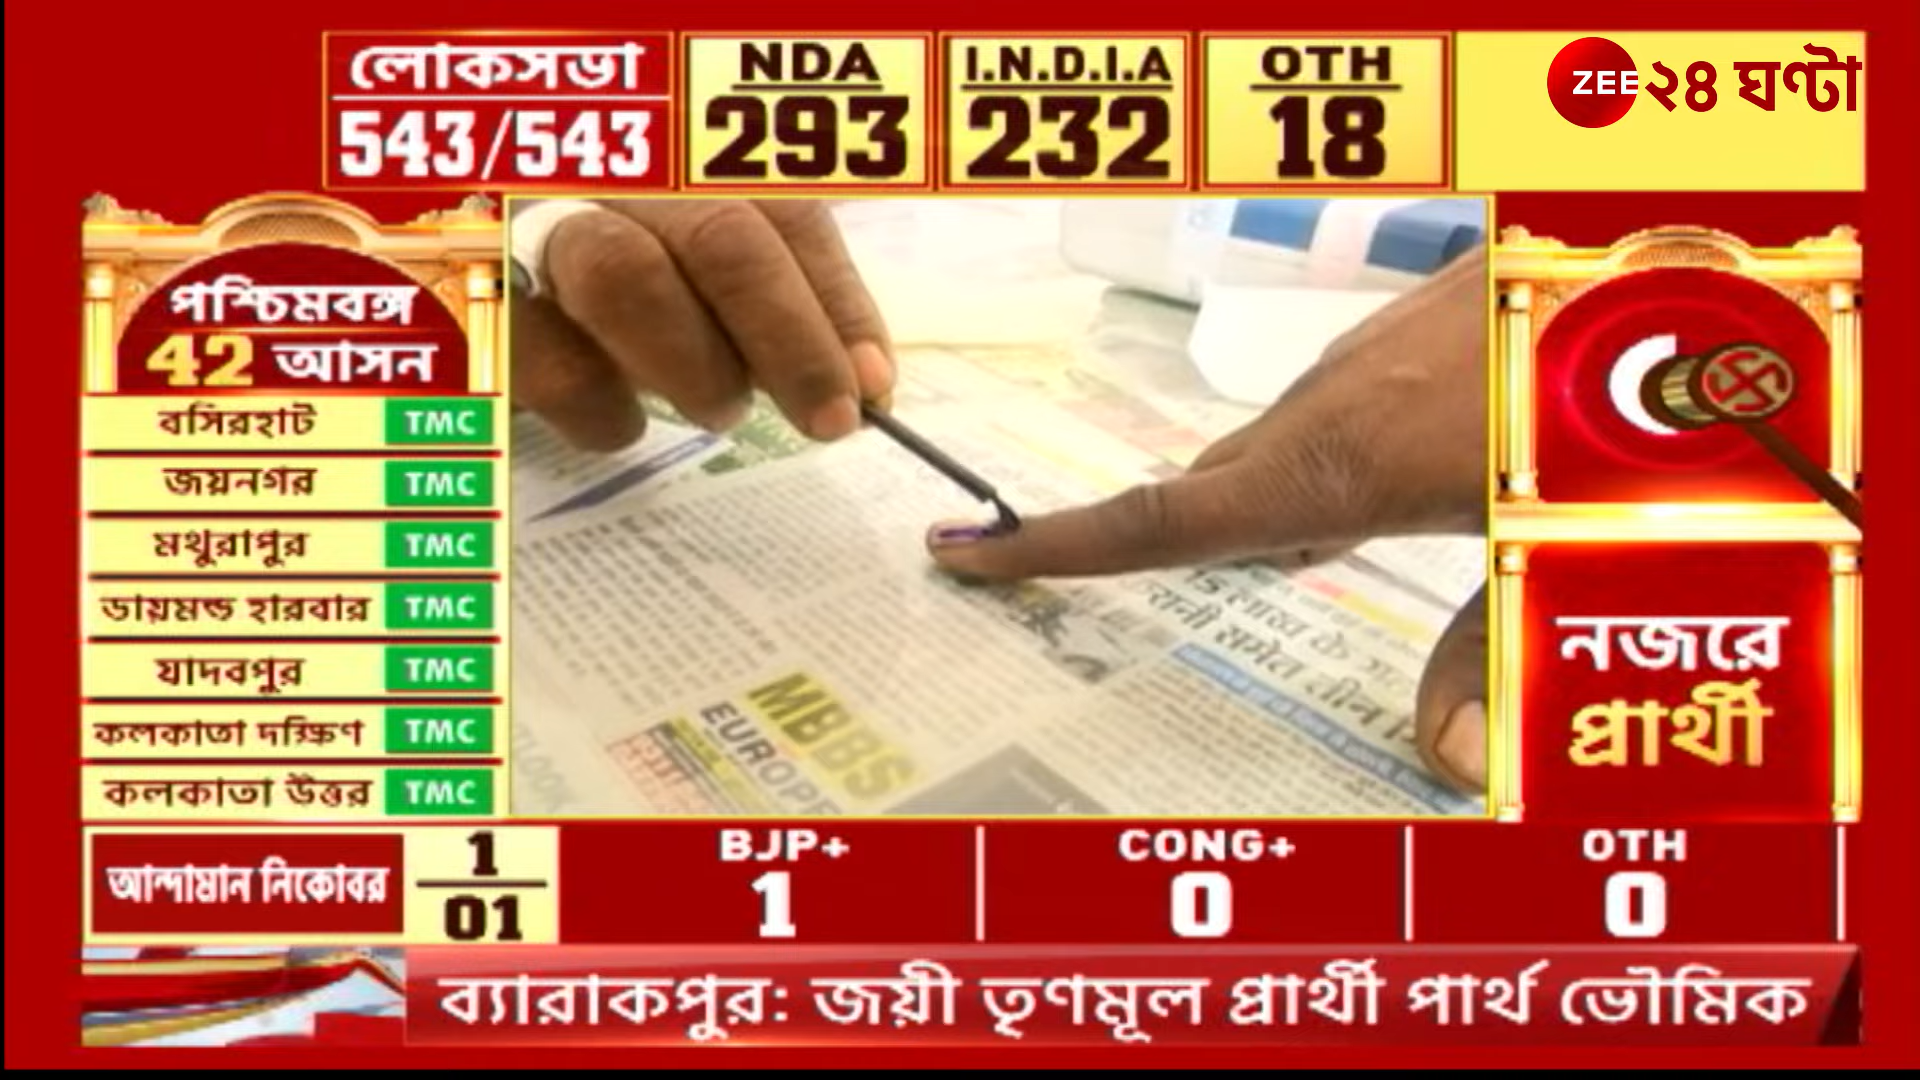 লোকসভা
543/543
NDA
293
I.N.D.I.A
232
OTH
18
ZEE ২৪ ঘণ্টা
পশ্চিমবঙ্গ
42 আসন
বসিরহাট TMC
জয়নগর TMC
মথুরাপুর TMC
ডায়মন্ড হারবার TMC
যাদবপুর TMC
কলকাতা দক্ষিণ TMC
কলকাতা উত্তর TMC
MBBS
EUROPE
নজরে
প্রার্থী
আন্দামান নিকোবর
1
01
BJP+
1
CONG+
0
OTH
0
ব্যারাকপুর: জয়ী তৃণমূল প্রার্থী পার্থ ভৌমিক